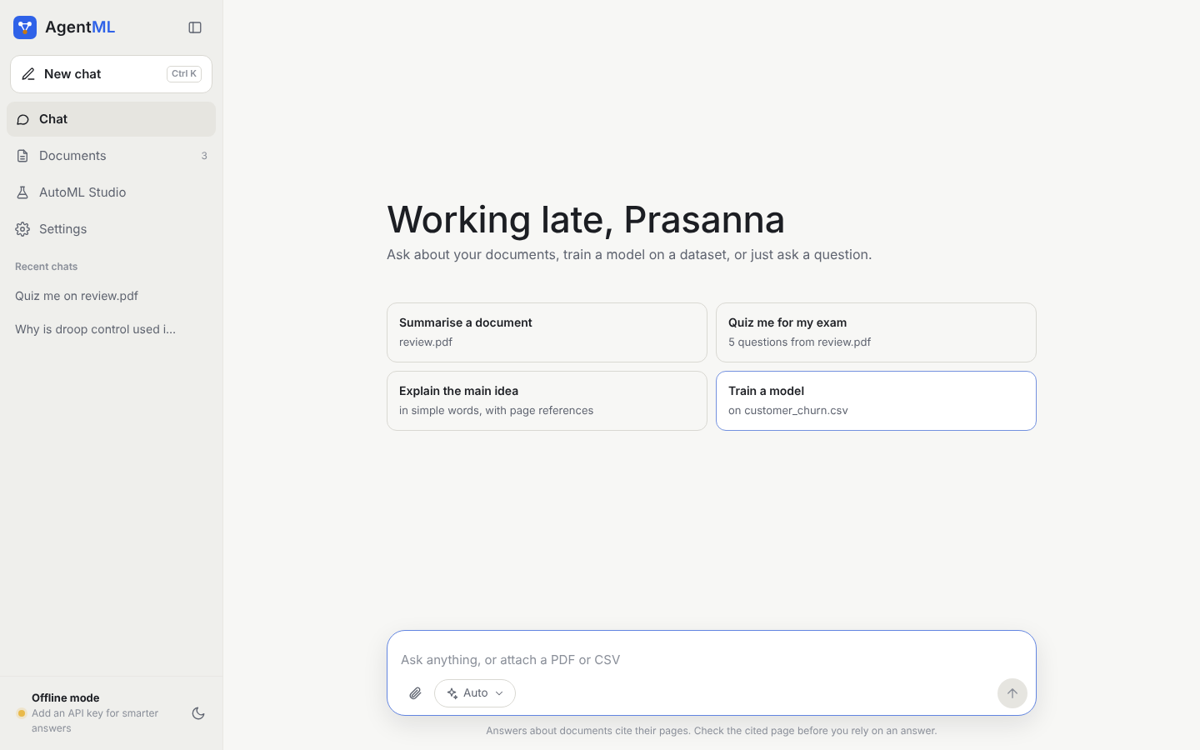 AgentML
New chat
Ctrl K
Chat
Documents
3
AutoML Studio
Settings
Recent chats
Quiz me on review.pdf
Why is droop control used i...
Offline mode
Add an API key for smarter
answers
Working late, Prasanna
Ask about your documents, train a model on a dataset, or just ask a question.
Summarise a document
review.pdf
Quiz me for my exam
5 questions from review.pdf
Explain the main idea
in simple words, with page references
Train a model
on customer_churn.csv
Ask anything, or attach a PDF or CSV
Auto
Answers about documents cite their pages. Check the cited page before you rely on an answer.